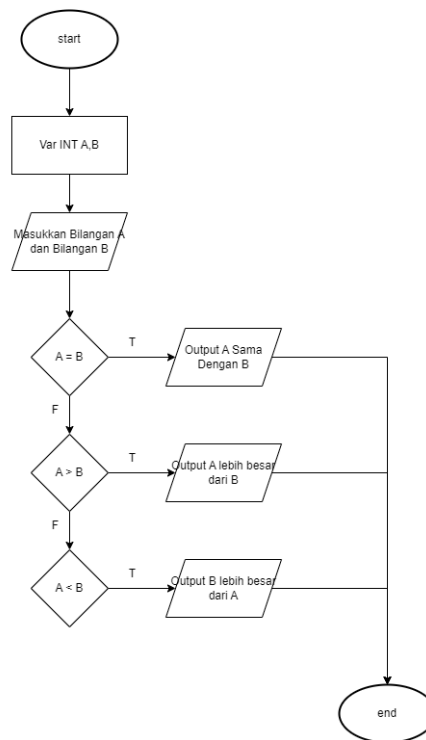 start
Var INT A,B
Masukkan Bilangan A
dan Bilangan B
A = B
T
Output A Sama
Dengan B
F
A > B
T
Output A lebih besar
dari B
F
A < B
T
Output B lebih besar
dari A
end